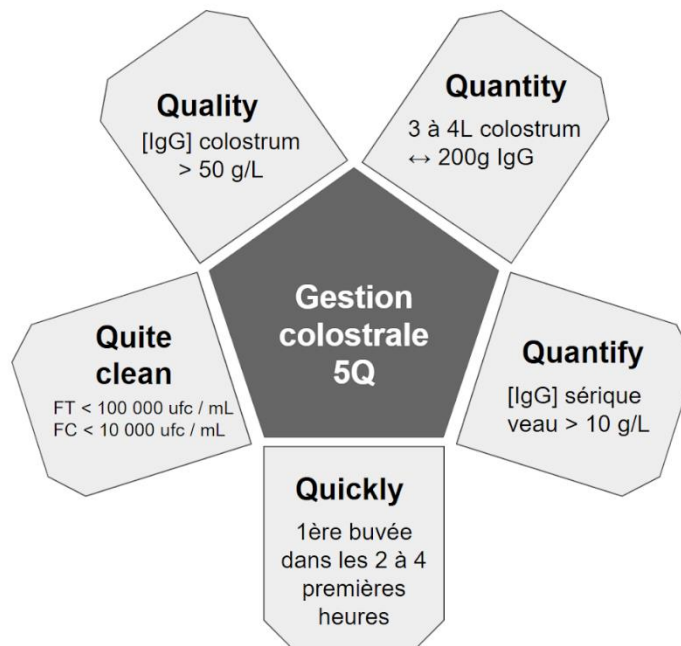 Quality
[IgG] colostrum
> 50 g/L
Quantity
3 à 4L colostrum
↔ 200g IgG
Gestion
colostrale
5Q
Quite
clean
FT < 100 000 ufc / mL
FC < 10 000 ufc / mL
Quantify
[IgG] sérique
veau > 10 g/L
Quickly
1ère buvée
dans les 2 à 4
premières
heures